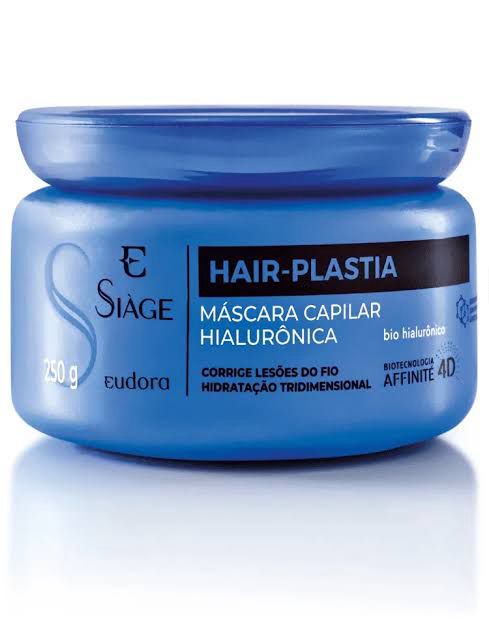 E
SIÀGE
250 g
eudora
HAIR-PLASTIA
MÁSCARA CAPILAR
HIALURÔNICA
bio hialurônico
CORRIGE LESÕES DO FIO
HIDRATAÇÃO TRIDIMENSIONAL
BIOTECNOLOGIA
AFFINITÉ 4D